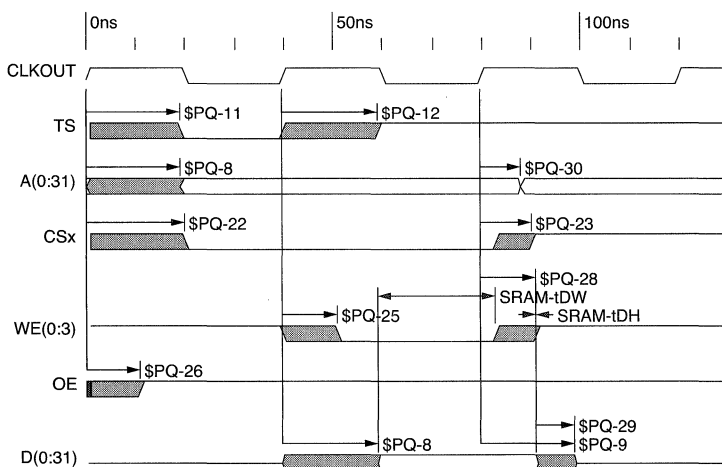 0ns 50ns 100ns
CLKOUT
$PQ-11 $PQ-12
TS
$PQ-8 $PQ-30
A(0:31)
$PQ-22 $PQ-23
CSx
$PQ-28
SRAM-tDW
$PQ-25 SRAM-tDH
WE(0:3)
$PQ-26
OE
$PQ-29
$PQ-8 $PQ-9
D(0:31)